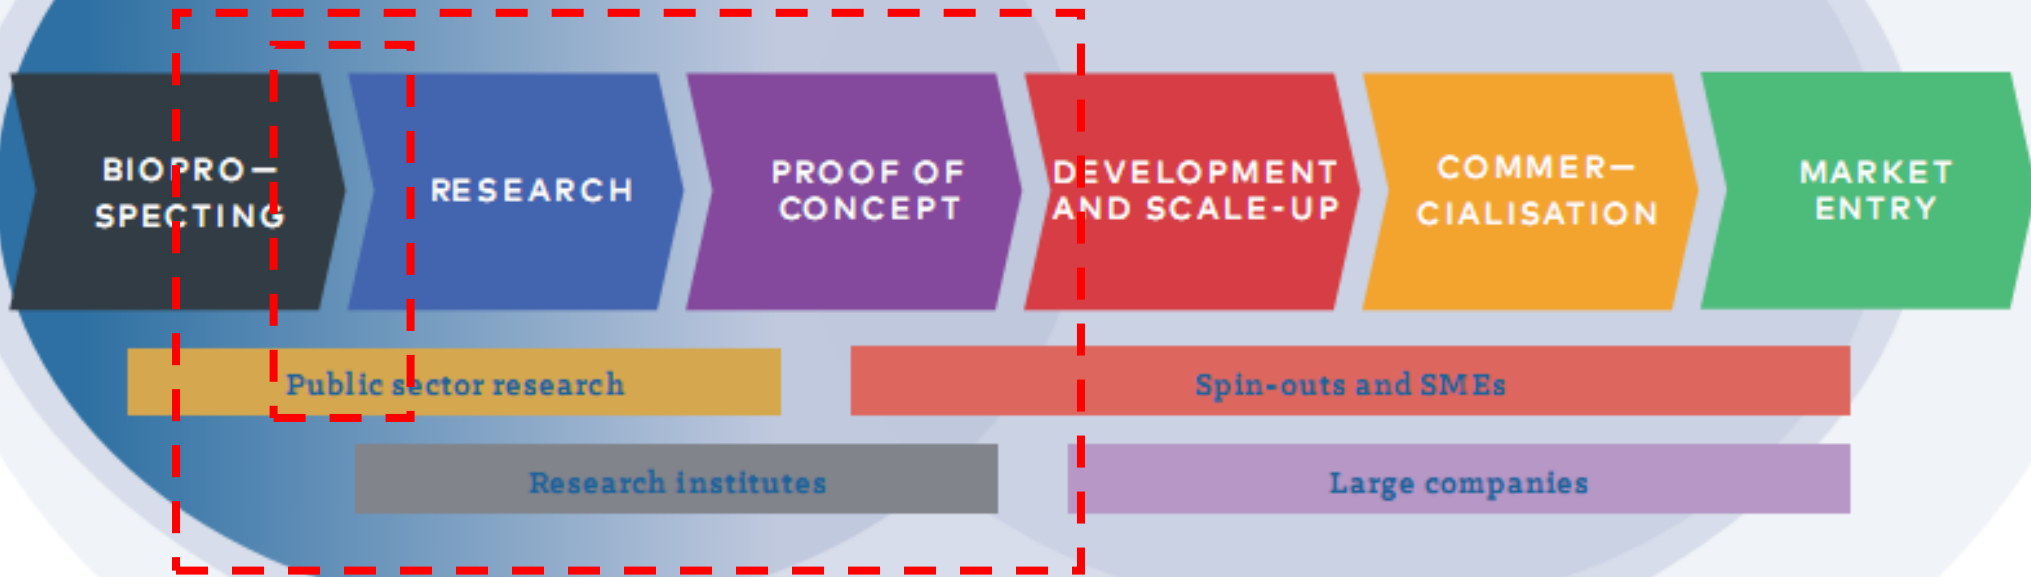 BIOPRO—
SPECTING
RESEARCH
PROOF OF
CONCEPT
DEVELOPMENT
AND SCALE-UP
COMMER—
CIALISATION
MARKET
ENTRY
Public sector research
Spin-outs and SMEs
Research institutes
Large companies